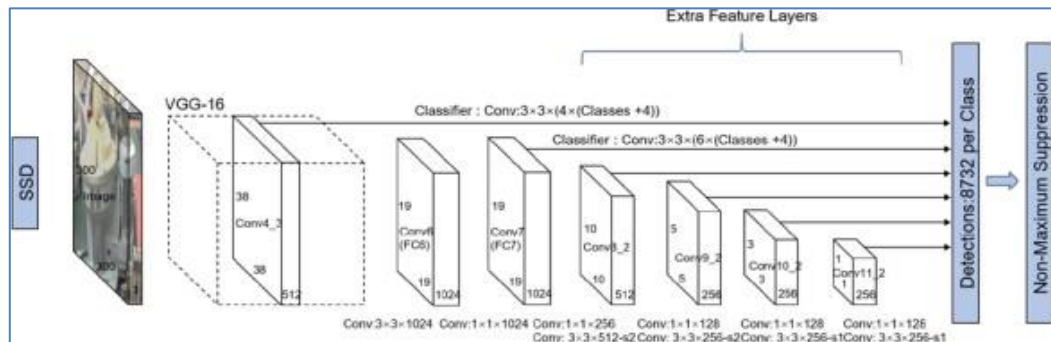 Extra Feature Layers
SSD
300
Image
300
3
VGG-16
Classifier : Conv:3×3×(4×(Classes +4))
Classifier : Conv:3×3×(6×(Classes +4))
38
Conv4_3
38
512
19
Conv6
(FC6)
19
1024
19
Conv7
(FC7)
19
1024
10
Conv8_2
10
512
5
Conv9_2
5
256
3
Conv10_2
3
256
1
Conv11_2
1
256
Conv:3×3×1024
Conv:1×1×1024
Conv:1×1×256
Conv: 3×3×512-s2
Conv:1×1×128
Conv: 3×3×256-s2
Conv:1×1×128
Conv: 3×3×256-s1
Conv:1×1×128
Conv: 3×3×256-s1
Detections:8732 per Class
Non-Maximum Suppression